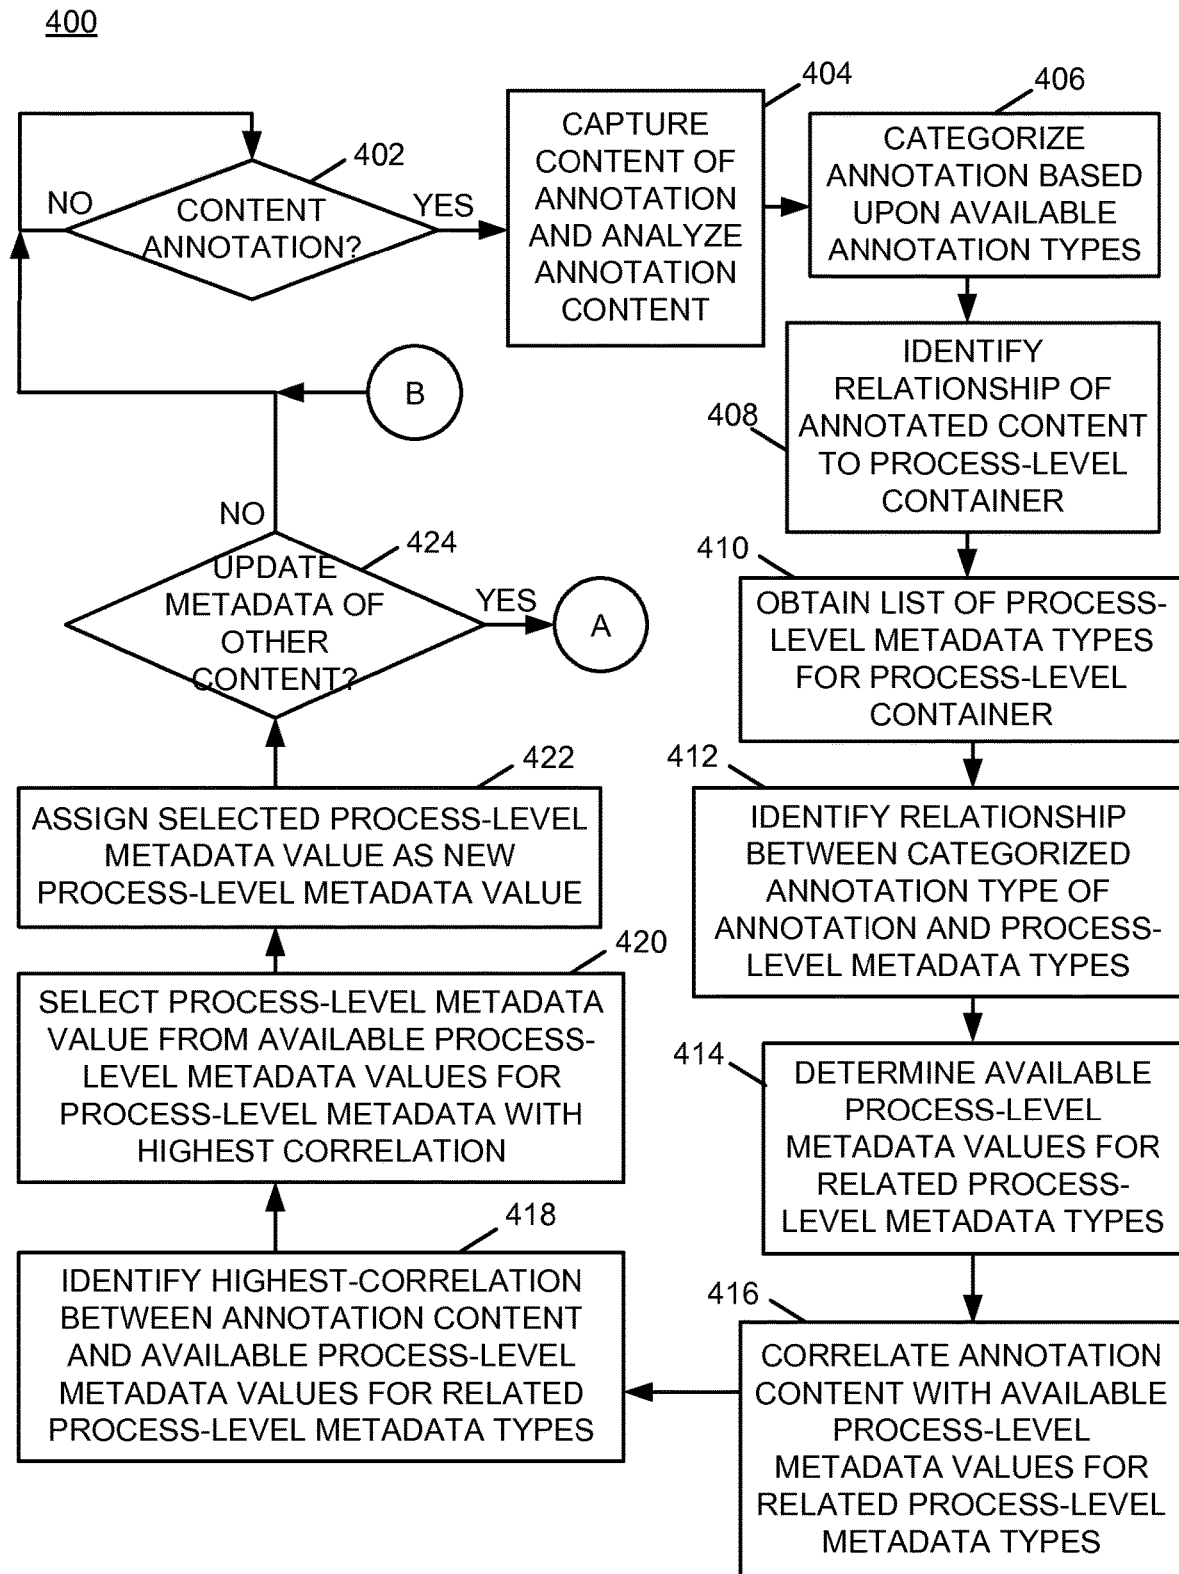 400
402
CONTENT
ANNOTATION?
NO
YES
404
CAPTURE
CONTENT OF
ANNOTATION
AND ANALYZE
ANNOTATION
CONTENT
406
CATEGORIZE
ANNOTATION BASED
UPON AVAILABLE
ANNOTATION TYPES
408
IDENTIFY
RELATIONSHIP OF
ANNOTATED CONTENT
TO PROCESS-LEVEL
CONTAINER
410
OBTAIN LIST OF PROCESS-
LEVEL METADATA TYPES
FOR PROCESS-LEVEL
CONTAINER
412
IDENTIFY RELATIONSHIP
BETWEEN CATEGORIZED
ANNOTATION TYPE OF
ANNOTATION AND PROCESS-
LEVEL METADATA TYPES
414
DETERMINE AVAILABLE
PROCESS-LEVEL
METADATA VALUES FOR
RELATED PROCESS-
LEVEL METADATA TYPES
416
CORRELATE ANNOTATION
CONTENT WITH AVAILABLE
PROCESS-LEVEL
METADATA VALUES FOR
RELATED PROCESS-LEVEL
METADATA TYPES
418
IDENTIFY HIGHEST-CORRELATION
BETWEEN ANNOTATION CONTENT
AND AVAILABLE PROCESS-LEVEL
METADATA VALUES FOR RELATED
PROCESS-LEVEL METADATA TYPES
420
SELECT PROCESS-LEVEL METADATA
VALUE FROM AVAILABLE PROCESS-
LEVEL METADATA VALUES FOR
PROCESS-LEVEL METADATA WITH
HIGHEST CORRELATION
422
ASSIGN SELECTED PROCESS-LEVEL
METADATA VALUE AS NEW
PROCESS-LEVEL METADATA VALUE
424
UPDATE
METADATA OF
OTHER
CONTENT?
NO
YES
A
B